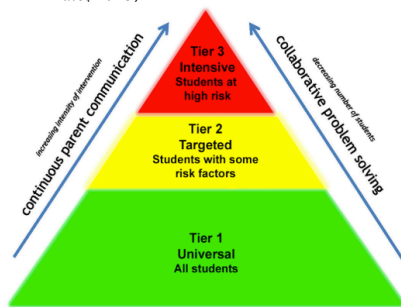 Tier 3
Intensive
Students at
high risk
Tier 2
Targeted
Students with some
risk factors
Tier 1
Universal
All students
Increasing intensity of intervention
continuous parent communication
decreasing number of students
collaborative problem solving